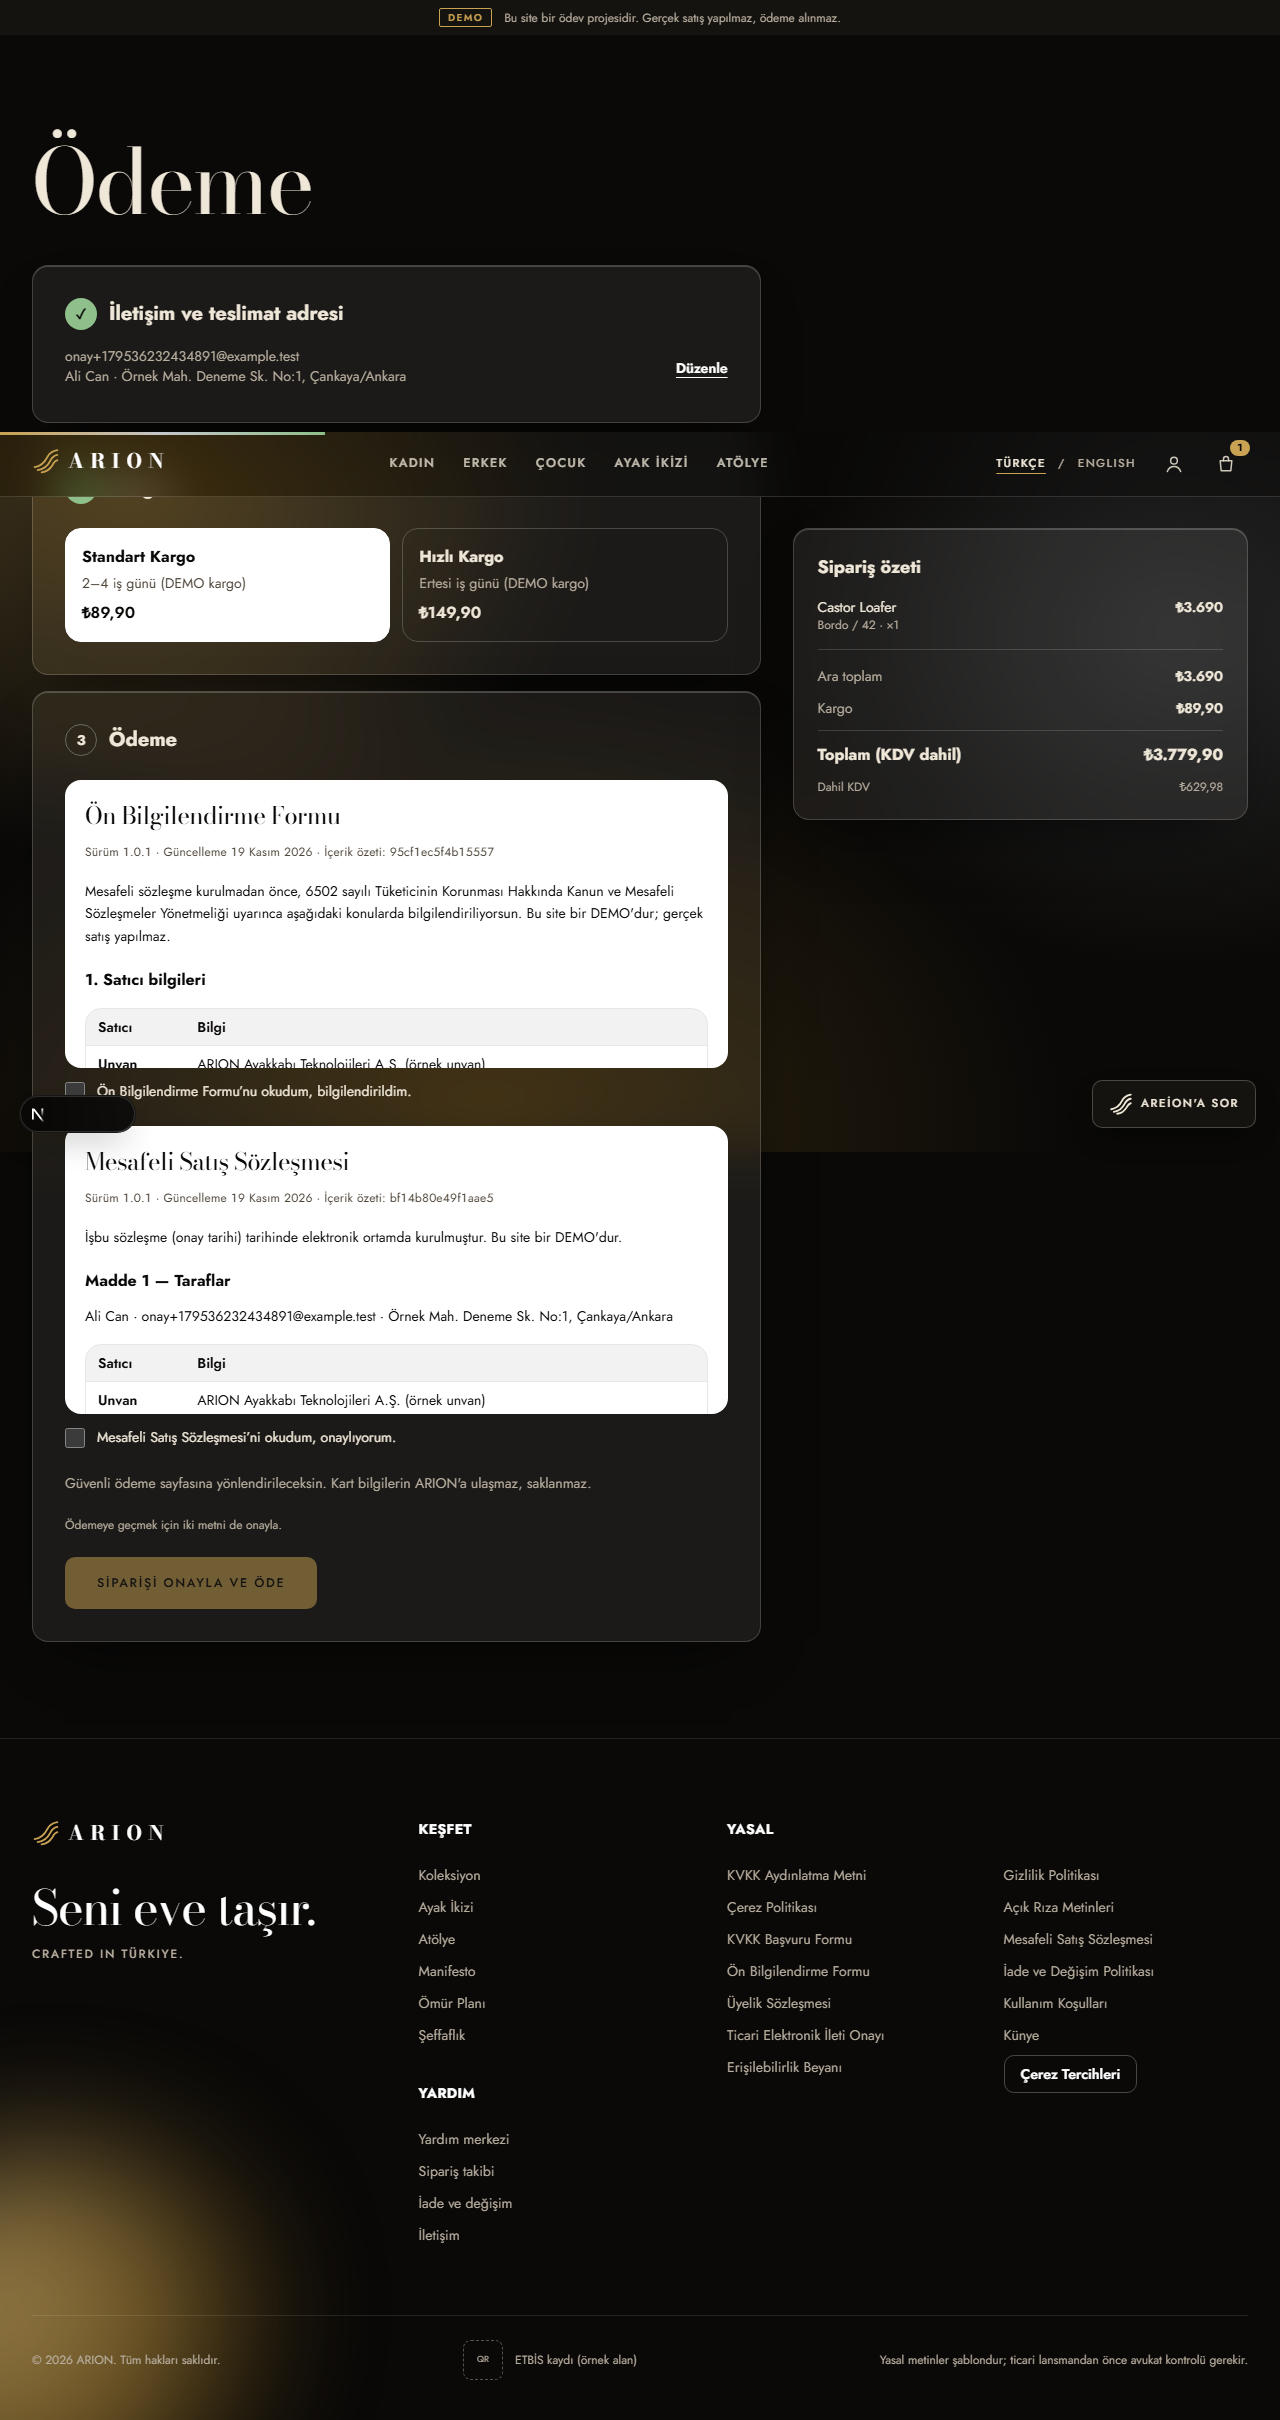 DEMO Bu site bir ödev projesidir. Gerçek satış yapılmaz, ödeme alınmaz.
Ödeme
✓ İletişim ve teslimat adresi
onay+179536232434891@example.test
Ali Can · Örnek Mah. Deneme Sk. No:1, Çankaya/Ankara
Düzenle
ARION
KADIN ERKEK ÇOCUK AYAK İKİZİ ATÖLYE
TÜRKÇE / ENGLISH
1
Standart Kargo
2–4 iş günü (DEMO kargo)
₺89,90
Hızlı Kargo
Ertesi iş günü (DEMO kargo)
₺149,90
Sipariş özeti
Castor Loafer ₺3.690
Bordo / 42 · ×1
Ara toplam ₺3.690
Kargo ₺89,90
Toplam (KDV dahil) ₺3.779,90
Dahil KDV ₺629,98
3 Ödeme
Ön Bilgilendirme Formu
Sürüm 1.0.1 · Güncelleme 19 Kasım 2026 · İçerik özeti: 95cf1ec5f4b15557
Mesafeli sözleşme kurulmadan önce, 6502 sayılı Tüketicinin Korunması Hakkında Kanun ve Mesafeli
Sözleşmeler Yönetmeliği uyarınca aşağıdaki konularda bilgilendiriliyorsun. Bu site bir DEMO'dur; gerçek
satış yapılmaz.
1. Satıcı bilgileri
Satıcı Bilgi
Unvan ARION Ayakkabı Teknolojileri A.Ş. (örnek unvan)
Ön Bilgilendirme Formu’nu okudum, bilgilendirildim.
N
AREİON'A SOR
Mesafeli Satış Sözleşmesi
Sürüm 1.0.1 · Güncelleme 19 Kasım 2026 · İçerik özeti: bf14b80e49f1aae5
İşbu sözleşme (onay tarihi) tarihinde elektronik ortamda kurulmuştur. Bu site bir DEMO'dur.
Madde 1 — Taraflar
Ali Can · onay+179536232434891@example.test · Örnek Mah. Deneme Sk. No:1, Çankaya/Ankara
Satıcı Bilgi
Unvan ARION Ayakkabı Teknolojileri A.Ş. (örnek unvan)
Mesafeli Satış Sözleşmesi’ni okudum, onaylıyorum.
Güvenli ödeme sayfasına yönlendirileceksin. Kart bilgilerin ARION'a ulaşmaz, saklanmaz.
Ödemeye geçmek için iki metni de onayla.
SİPARİŞİ ONAYLA VE ÖDE
ARION
Seni eve taşır.
CRAFTED IN TÜRKIYE.
KEŞFET
Koleksiyon
Ayak İkizi
Atölye
Manifesto
Ömür Planı
Şeffaflık
YARDIM
Yardım merkezi
Sipariş takibi
İade ve değişim
İletişim
YASAL
KVKK Aydınlatma Metni
Çerez Politikası
KVKK Başvuru Formu
Ön Bilgilendirme Formu
Üyelik Sözleşmesi
Ticari Elektronik İleti Onayı
Erişilebilirlik Beyanı
Gizlilik Politikası
Açık Rıza Metinleri
Mesafeli Satış Sözleşmesi
İade ve Değişim Politikası
Kullanım Koşulları
Künye
Çerez Tercihleri
© 2026 ARION. Tüm hakları saklıdır.
QR
ETBİS kaydı (örnek alan)
Yasal metinler şablondur; ticari lansmandan önce avukat kontrolü gerekir.